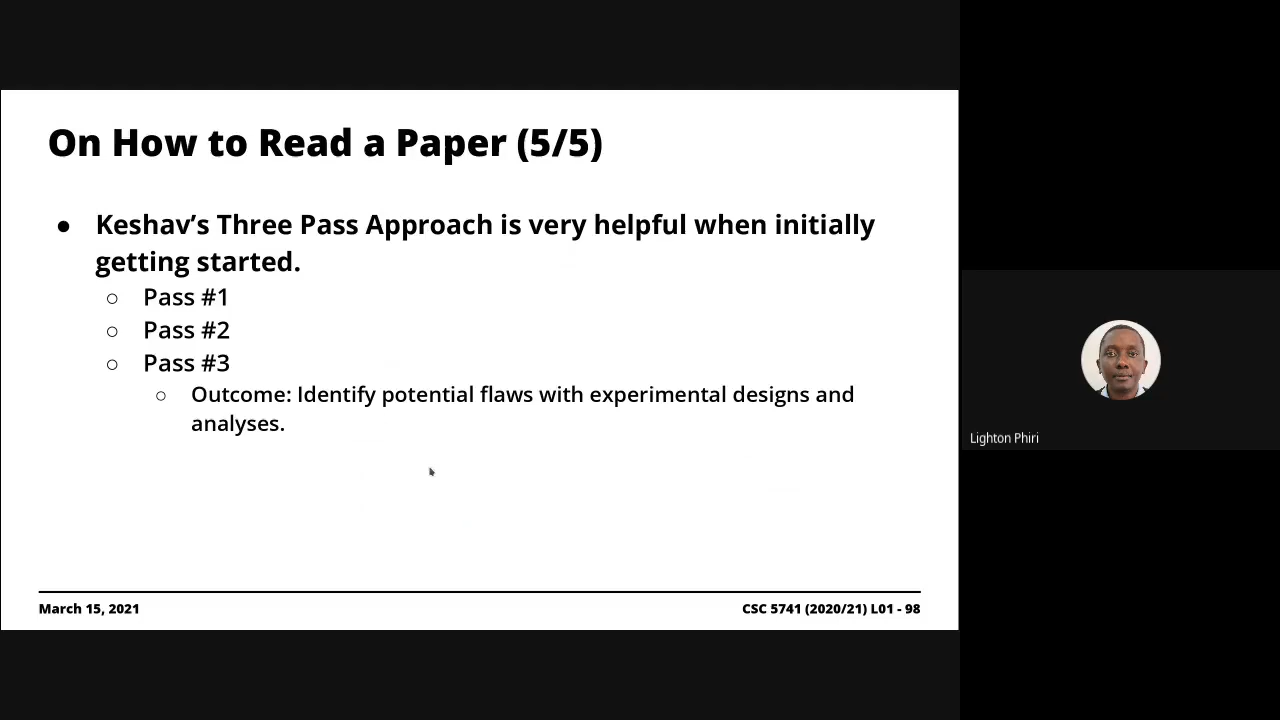 On How to Read a Paper (5/5)
● Keshav’s Three Pass Approach is very helpful when initially
getting started.
○ Pass #1
○ Pass #2
○ Pass #3
○ Outcome: Identify potential flaws with experimental designs and
analyses.
March 15, 2021
CSC 5741 (2020/21) L01 - 98
Lighton Phiri